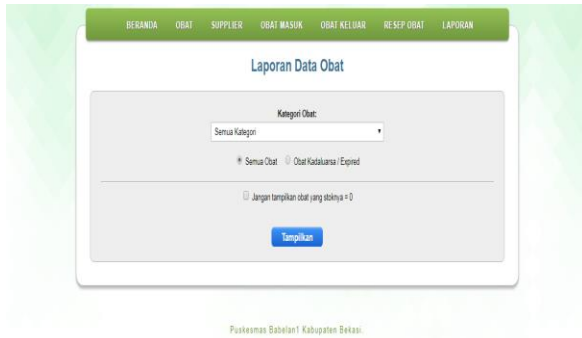 BERANDA OBAT SUPPLIER OBAT MASUK OBAT KELUAR RESEP OBAT LAPORAN
Laporan Data Obat
Kategori Obat:
Semua Kategori
Semua Obat Obat Kadaluarsa / Expired
Jangan tampilkan obat yang stoknya = 0
Tampilkan
Puskesmas Babelan1 Kabupaten Bekasi